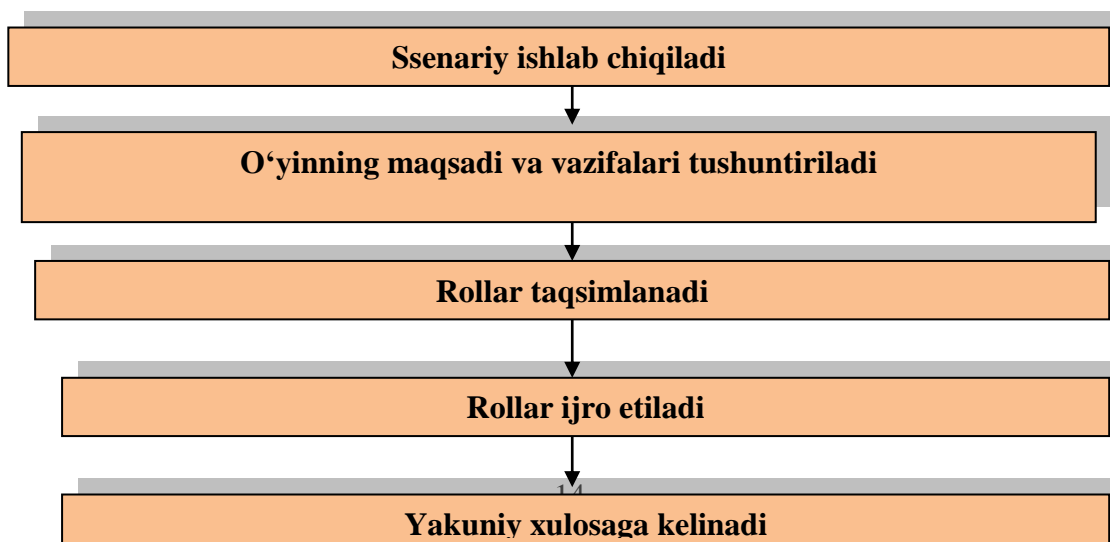 Ssenariy ishlab chiqiladi
O‘yinning maqsadi va vazifalari tushuntiriladi
Rollar taqsimlanadi
Rollar ijro etiladi
14
Yakuniy xulosaga kelinadi